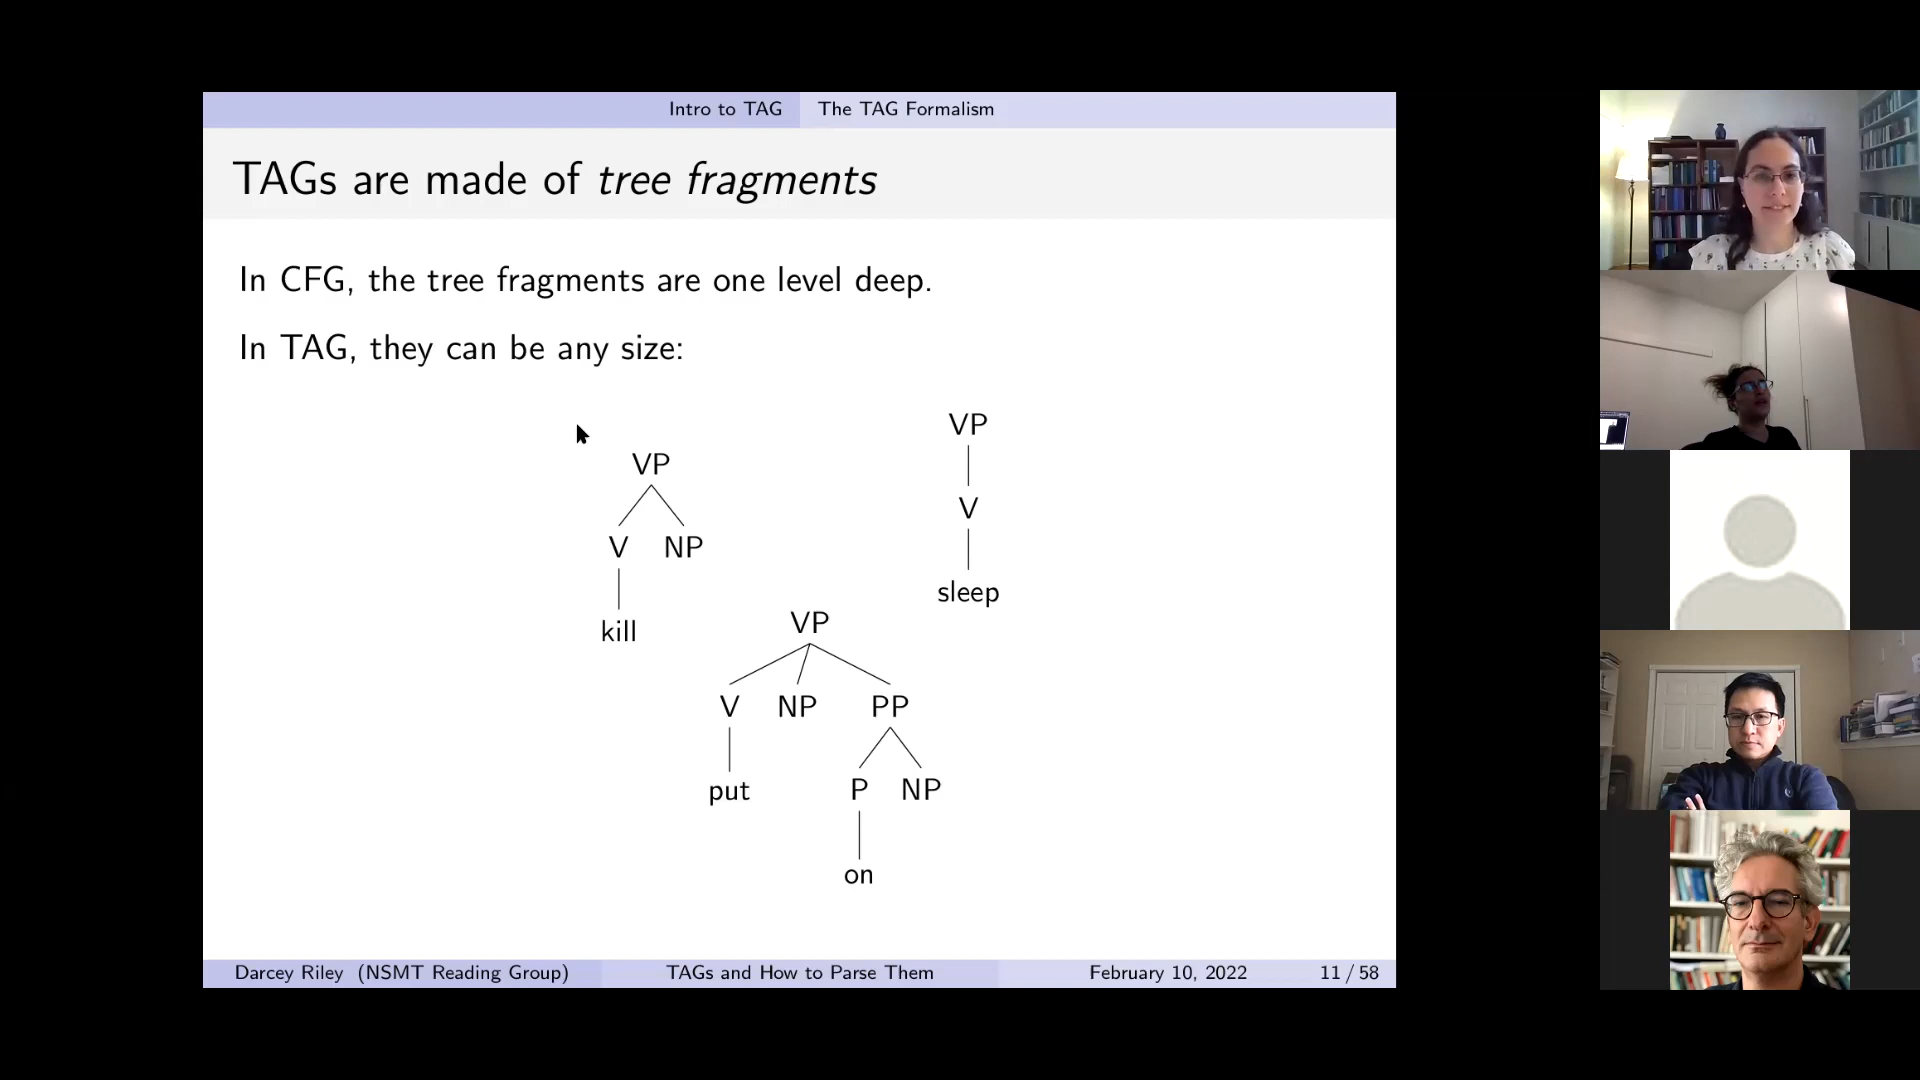 Intro to TAG The TAG Formalism
TAGs are made of tree fragments
In CFG, the tree fragments are one level deep.
In TAG, they can be any size:
VP
V NP
kill
VP
V
sleep
VP
V NP PP
put P NP
on
Darcey Riley (NSMT Reading Group) TAGs and How to Parse Them February 10, 2022 11 / 58